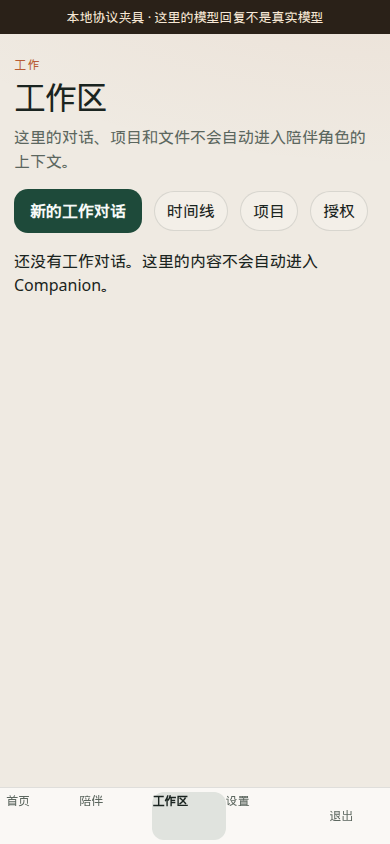 本地协议夹具 · 这里的模型回复不是真实模型
工作
工作区
这里的对话、项目和文件不会自动进入陪伴角色的
上下文。
新的工作对话 时间线 项目 授权
还没有工作对话。这里的内容不会自动进入
Companion。
首页 陪伴 工作区 设置 退出